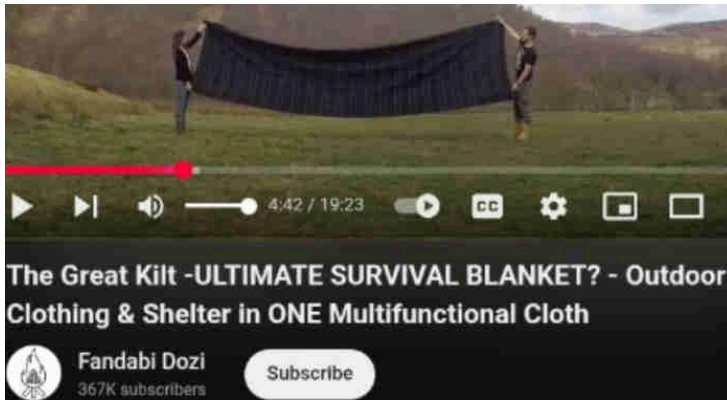 4:42 / 19:23
CC
The Great Kilt -ULTIMATE SURVIVAL BLANKET? - Outdoor
Clothing & Shelter in ONE Multifunctional Cloth
Fandabi Dozi
Subscribe
367K subscribers